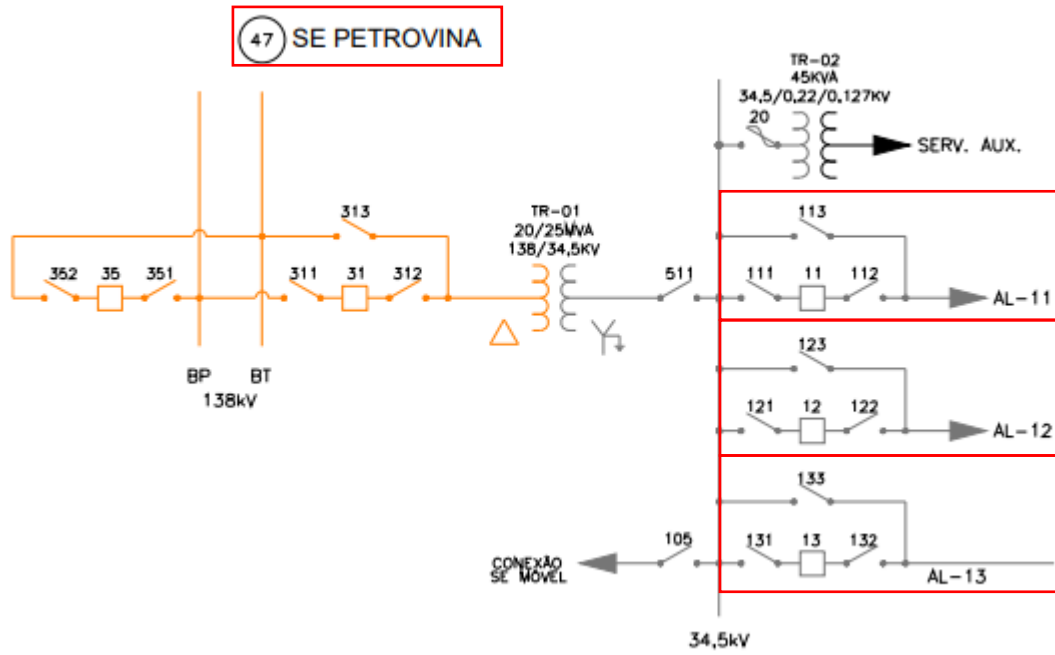 47 SE PETROVINA
TR-02
45KVA
34,5/0,22/0,127KV
20
SERV. AUX.
313
TR-01
20/25MVA
138/34,5KV
113
352 35 351 311 31 312 511 111 11 112
AL-11
123
BP BT
138kV
121 12 122
AL-12
133
105 131 13 132
CONEXÃO
SE MÓVEL
AL-13
34,5kV